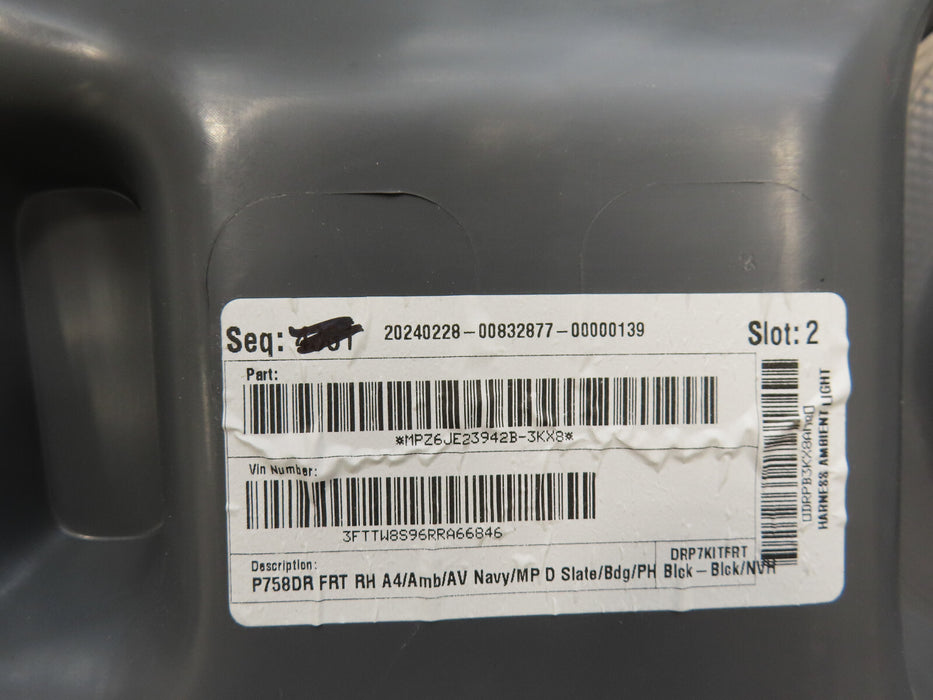 Seq: 20240228-00832877-00000139 Slot: 2
Part:
*MPZ6JE23942B-3KX8*
Vin Number:
3FTTW8S96RRA66846
Description:
DRP7KITFRT
P758DR FRT RH A4/Amb/AV Navy/MP D Slate/Bdg/PH Blck - Blck/NVH
HARNESS AMBIENT LIGHT